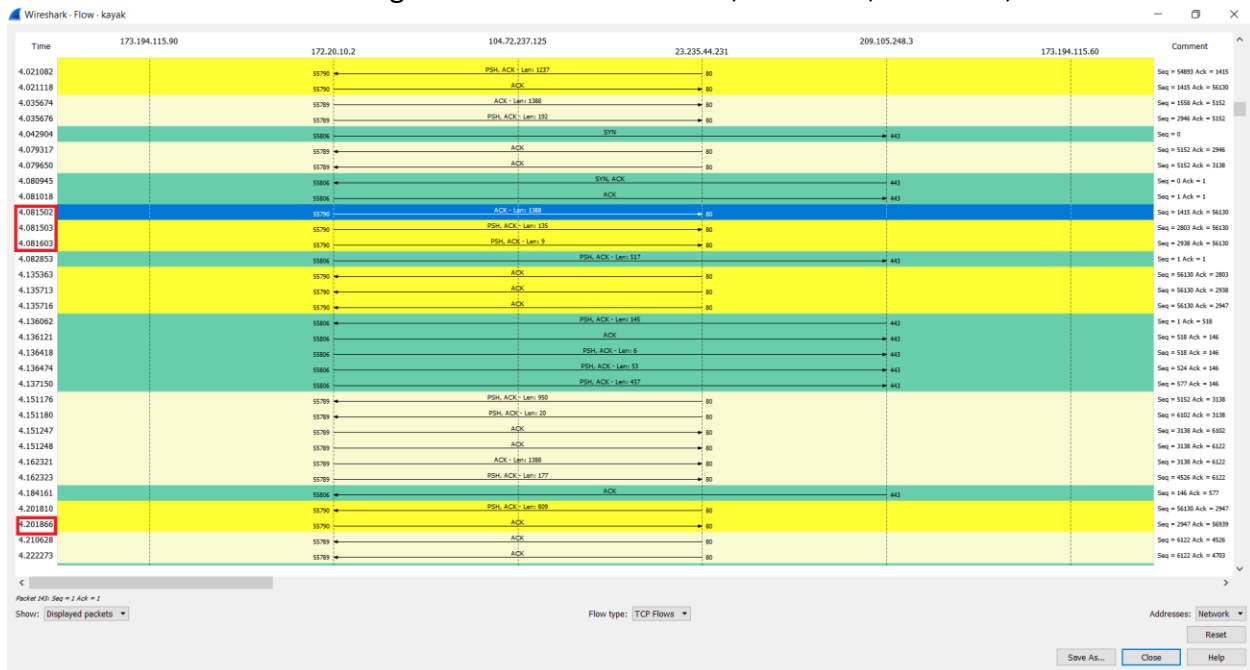 Wireshark · Flow · kayak
Time 173.194.115.90 172.20.10.2 104.72.237.125 23.235.44.231 209.105.248.3 173.194.115.60 Comment
4.021082 55790 PSH, ACK - Len: 1237 80 Seq = 54893 Ack = 1415
4.021118 55790 ACK 80 Seq = 1415 Ack = 56130
4.035674 55789 ACK - Len: 1388 80 Seq = 1558 Ack = 5152
4.035676 55789 PSH, ACK - Len: 192 80 Seq = 2946 Ack = 5152
4.042904 55806 SYN 443 Seq = 0
4.079317 55789 ACK 80 Seq = 5152 Ack = 2946
4.079650 55789 ACK 80 Seq = 5152 Ack = 3138
4.080945 55806 SYN, ACK 443 Seq = 0 Ack = 1
4.081018 55806 ACK 443 Seq = 1 Ack = 1
4.081502 55790 ACK - Len: 1388 80 Seq = 1415 Ack = 56130
4.081503 55790 PSH, ACK - Len: 135 80 Seq = 2803 Ack = 56130
4.081603 55790 PSH, ACK - Len: 9 80 Seq = 2938 Ack = 56130
4.082853 55806 PSH, ACK - Len: 517 443 Seq = 1 Ack = 1
4.135363 55790 ACK 80 Seq = 56130 Ack = 2803
4.135713 55790 ACK 80 Seq = 56130 Ack = 2938
4.135716 55790 ACK 80 Seq = 56130 Ack = 2947
4.136062 55806 PSH, ACK - Len: 145 443 Seq = 1 Ack = 518
4.136121 55806 ACK 443 Seq = 518 Ack = 146
4.136418 55806 PSH, ACK - Len: 6 443 Seq = 518 Ack = 146
4.136474 55806 PSH, ACK - Len: 53 443 Seq = 524 Ack = 146
4.137150 55806 PSH, ACK - Len: 437 443 Seq = 577 Ack = 146
4.151176 55789 PSH, ACK - Len: 950 80 Seq = 5152 Ack = 3138
4.151180 55789 PSH, ACK - Len: 20 80 Seq = 6102 Ack = 3138
4.151247 55789 ACK 80 Seq = 3138 Ack = 6102
4.151248 55789 ACK 80 Seq = 3138 Ack = 6122
4.162321 55789 ACK - Len: 1388 80 Seq = 3138 Ack = 6122
4.162323 55789 PSH, ACK - Len: 177 80 Seq = 4526 Ack = 6122
4.184161 55806 ACK 443 Seq = 146 Ack = 577
4.201810 55790 PSH, ACK - Len: 809 80 Seq = 56130 Ack = 2947
4.201866 55790 ACK 80 Seq = 2947 Ack = 56939
4.210628 55789 ACK 80 Seq = 6122 Ack = 4526
4.222273 55789 ACK 80 Seq = 6122 Ack = 4703
Packet 143: Seq = 1 Ack = 1
Show: Displayed packets Flow type: TCP Flows Addresses: Network
Reset
Save As... Close Help